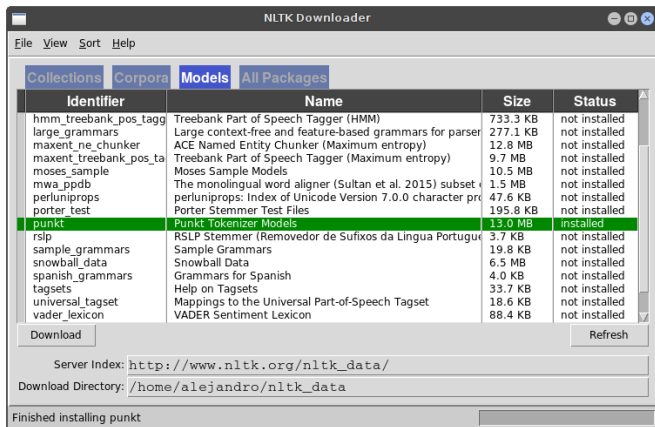 NLTK Downloader
File View Sort Help
Collections Corpora Models All Packages
Identifier Name Size Status
hmm_treebank_pos_tagg Treebank Part of Speech Tagger (HMM) 733.3 KB not installed
large_grammars Large context-free and feature-based grammars for parser 277.1 KB not installed
maxent_ne_chunker ACE Named Entity Chunker (Maximum entropy) 12.8 MB not installed
maxent_treebank_pos_ta Treebank Part of Speech Tagger (Maximum entropy) 9.7 MB not installed
moses_sample Moses Sample Models 10.5 MB not installed
mwa_ppdb The monolingual word aligner (Sultan et al. 2015) subset 1.5 MB not installed
perluniprops perluniprops: Index of Unicode Version 7.0.0 character pro 47.6 KB not installed
porter_test Porter Stemmer Test Files 195.8 KB not installed
punkt Punkt Tokenizer Models 13.0 MB installed
rslp RSLP Stemmer (Removedor de Sufixos da Lingua Portugue 3.7 KB not installed
sample_grammars Sample Grammars 19.8 KB not installed
snowball_data Snowball Data 6.5 MB not installed
spanish_grammars Grammars for Spanish 4.0 KB not installed
tagsets Help on Tagsets 33.7 KB not installed
universal_tagset Mappings to the Universal Part-of-Speech Tagset 18.6 KB not installed
vader_lexicon VADER Sentiment Lexicon 88.4 KB not installed
Download Refresh
Server Index: http://www.nltk.org/nltk_data/
Download Directory: /home/alejandro/nltk_data
Finished installing punkt